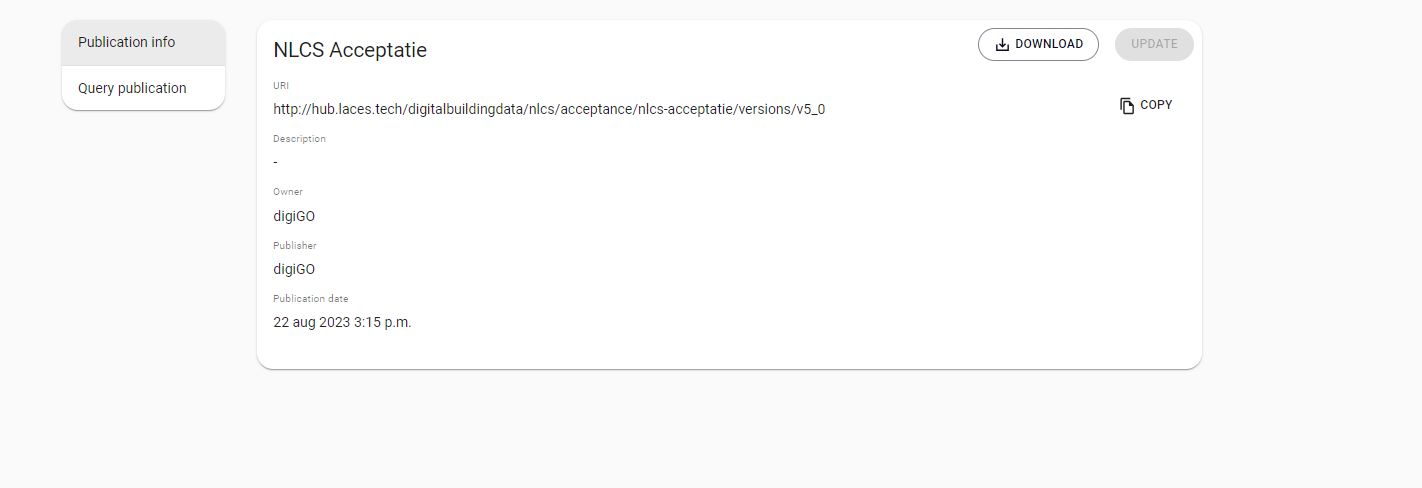 Publication info
Query publication
NLCS Acceptatie
DOWNLOAD
UPDATE
URI
http://hub.laces.tech/digitalbuildingdata/nlcs/acceptance/nlcs-acceptatie/versions/v5_0
COPY
Description
-
Owner
digiGO
Publisher
digiGO
Publication date
22 aug 2023 3:15 p.m.